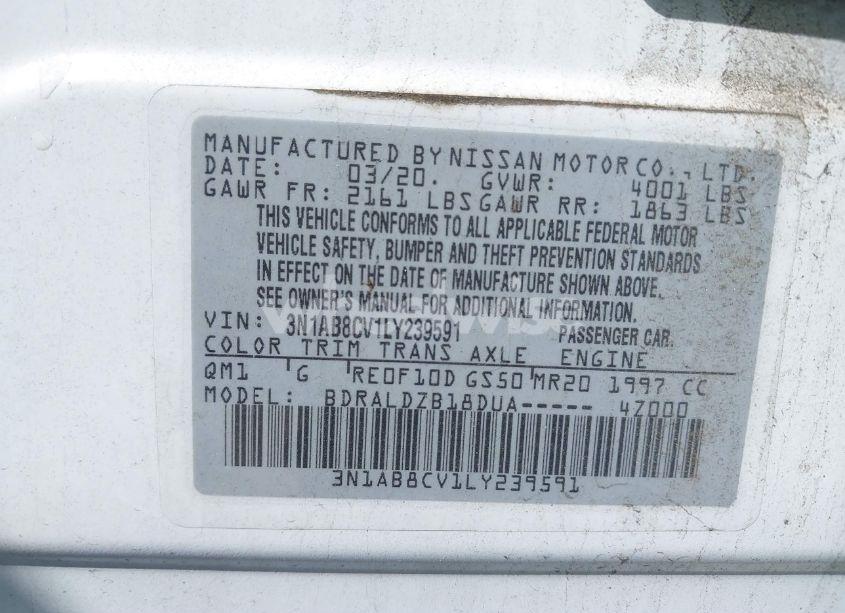 MANUFACTURED BY NISSAN MOTOR CO., LTD.
DATE: 03/20. GVWR: 4001 LBS
GAWR FR: 2161 LBS GAWR RR: 1863 LBS
THIS VEHICLE CONFORMS TO ALL APPLICABLE FEDERAL MOTOR
VEHICLE SAFETY, BUMPER AND THEFT PREVENTION STANDARDS
IN EFFECT ON THE DATE OF MANUFACTURE SHOWN ABOVE.
SEE OWNER'S MANUAL FOR ADDITIONAL INFORMATION.
VIN: 3N1AB8CV1LY239591 PASSENGER CAR.
COLOR TRIM TRANS AXLE ENGINE
QM1 G RE0F10D GS50 MR20 1997 CC
MODEL: BDRALDZB18DUA----- 4Z000
3N1AB8CV1LY239591